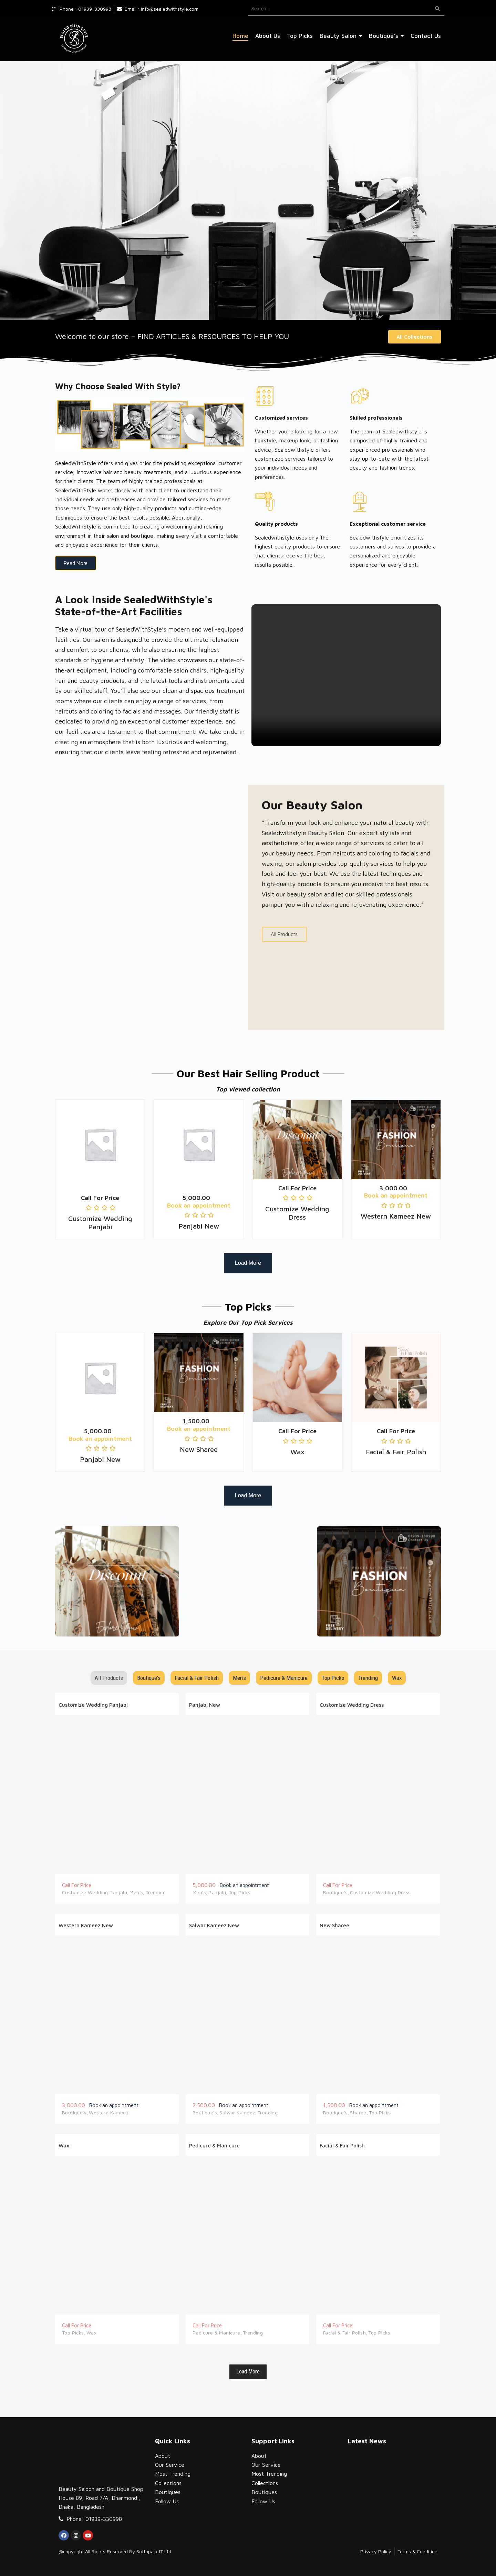 Phone : 01939-330998
Email : info@sealedwithstyle.com
Search...
SEALED WITH STYLE
Home
About Us
Top Picks
Beauty Salon
Boutique's
Contact Us
Welcome to our store – FIND ARTICLES & RESOURCES TO HELP YOU
All Collections
Why Choose Sealed With Style?
SealedWithStyle offers and gives prioritize providing exceptional customer
service, innovative hair and beauty treatments, and a luxurious experience
for their clients. The team of highly trained professionals at
SealedWithStyle works closely with each client to understand their
individual needs and preferences and provide tailored services to meet
those needs. They use only high-quality products and cutting-edge
techniques to ensure the best results possible. Additionally,
SealedWithStyle is committed to creating a welcoming and relaxing
environment in their salon and boutique, making every visit a comfortable
and enjoyable experience for their clients.
Read More
Customized services
Whether you're looking for a new
hairstyle, makeup look, or fashion
advice, Sealedwithstyle offers
customized services tailored to
your individual needs and
preferences.
Skilled professionals
The team at Sealedwithstyle is
composed of highly trained and
experienced professionals who
stay up-to-date with the latest
beauty and fashion trends.
Quality products
Sealedwithstyle uses only the
highest quality products to ensure
that clients receive the best
results possible.
Exceptional customer service
Sealedwithstyle prioritizes its
customers and strives to provide a
personalized and enjoyable
experience for every client.
A Look Inside SealedWithStyle's
State-of-the-Art Facilities
Take a virtual tour of SealedWithStyle's modern and well-equipped
facilities. Our salon is designed to provide the ultimate relaxation
and comfort to our clients, while also ensuring the highest
standards of hygiene and safety. The video showcases our state-of-
the-art equipment, including comfortable salon chairs, high-quality
hair and beauty products, and the latest tools and instruments used
by our skilled staff. You'll also see our clean and spacious treatment
rooms where our clients can enjoy a range of services, from
haircuts and coloring to facials and massages. Our friendly staff is
dedicated to providing an exceptional customer experience, and
our facilities are a testament to that commitment. We take pride in
creating an atmosphere that is both luxurious and welcoming,
ensuring that our clients leave feeling refreshed and rejuvenated.
Our Beauty Salon
"Transform your look and enhance your natural beauty with
Sealedwithstyle Beauty Salon. Our expert stylists and
aestheticians offer a wide range of services to cater to all
your beauty needs. From haircuts and coloring to facials and
waxing, our salon provides top-quality services to help you
look and feel your best. We use the latest techniques and
high-quality products to ensure you receive the best results.
Visit our beauty salon and let our skilled professionals
pamper you with a relaxing and rejuvenating experience."
All Products
Our Best Hair Selling Product
Top viewed collection
Discount
FASHION
Boutique
Call For Price
Customize Wedding
Panjabi
5,000.00
Book an appointment
Panjabi New
Call For Price
Customize Wedding
Dress
3,000.00
Book an appointment
Western Kameez New
Load More
Top Picks
Explore Our Top Pick Services
FASHION
Boutique
5,000.00
Book an appointment
Panjabi New
1,500.00
Book an appointment
New Sharee
Call For Price
Wax
Call For Price
Facial & Fair Polish
Load More
Discount
FASHION
Boutique
FREE
DELIVERY
All Products
Boutique's
Facial & Fair Polish
Men's
Pedicure & Manicure
Top Picks
Trending
Wax
Customize Wedding Panjabi
Panjabi New
Customize Wedding Dress
Call For Price
Customize Wedding Panjabi, Men's, Trending
5,000.00 Book an appointment
Men's, Panjabi, Top Picks
Call For Price
Boutique's, Customize Wedding Dress
Western Kameez New
Salwar Kameez New
New Sharee
3,000.00 Book an appointment
Boutique's, Western Kameez
2,500.00 Book an appointment
Boutique's, Salwar Kameez, Trending
1,500.00 Book an appointment
Boutique's, Sharee, Top Picks
Wax
Pedicure & Manicure
Facial & Fair Polish
Call For Price
Top Picks, Wax
Call For Price
Pedicure & Manicure, Trending
Call For Price
Facial & Fair Polish, Top Picks
Load More
Beauty Saloon and Boutique Shop
House 89, Road 7/A, Dhanmondi,
Dhaka, Bangladesh
Phone: 01939-330998
Quick Links
About
Our Service
Most Trending
Collections
Boutiques
Follow Us
Support Links
About
Our Service
Most Trending
Collections
Boutiques
Follow Us
Latest News
@copyright All Rights Reserved By Softopark IT Ltd
Privacy Policy
Terms & Condition